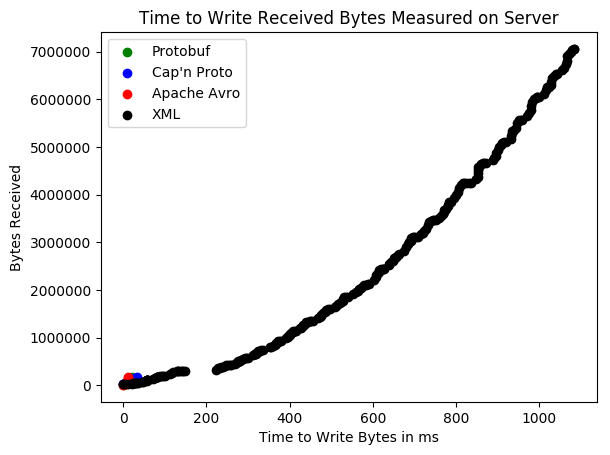 Time to Write Received Bytes Measured on Server
Protobuf
Cap'n Proto
Apache Avro
XML
Bytes Received
7000000
6000000
5000000
4000000
3000000
2000000
1000000
0
0 200 400 600 800 1000
Time to Write Bytes in ms